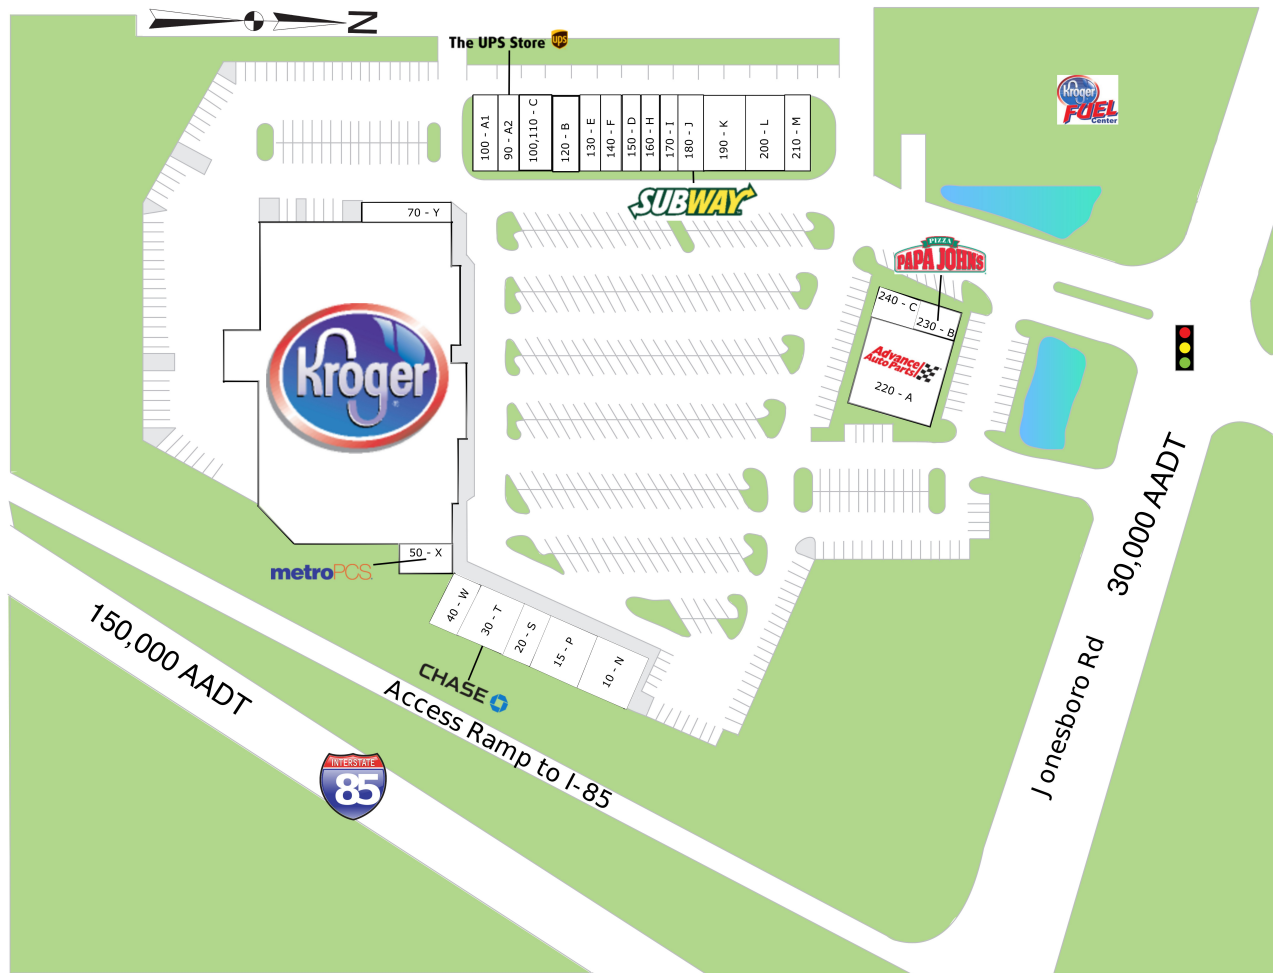 N
The UPS Store ups
Kroger
FUEL
Center
100 - A1
90 - A2
100,110 - C
120 - B
130 - E
140 - F
150 - D
160 - H
170 - I
180 - J
190 - K
200 - L
210 - M
SUBWAY
70 - Y
PIZZA
PAPA JOHNS
240 - C
230 - B
Advance
Auto Parts
220 - A
Kroger
50 - X
metroPCS.
40 - W
30 - T
20 - S
15 - P
10 - N
CHASE
150,000 AADT
Access Ramp to I-85
INTERSTATE
85
30,000 AADT
Jonesboro Rd